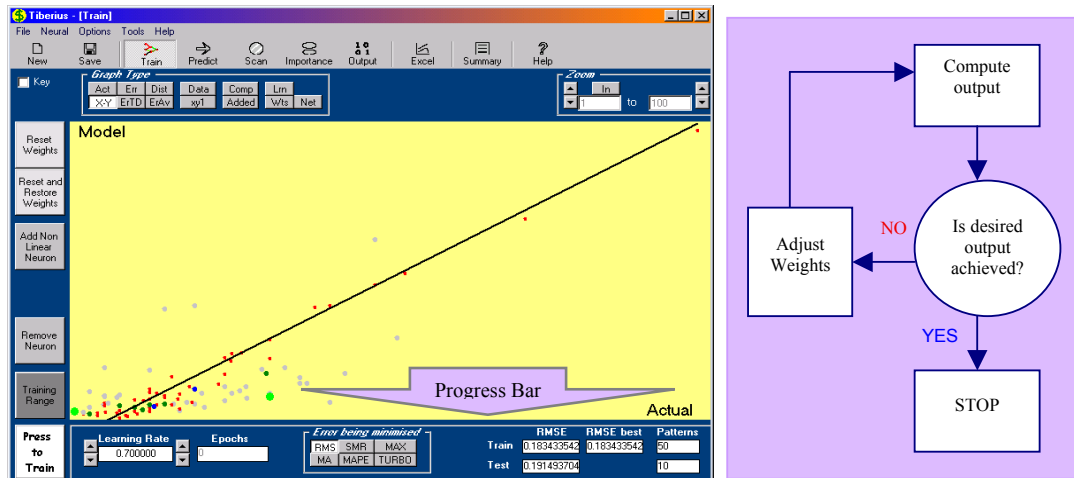 Tiberius - [Train]
File Neural Options Tools Help
New Save Train Predict Scan Importance Output Excel Summary Help
Key
Graph Type
Act Err Dist Data Comp Lrn
X-Y ErTD ErAv xy1 Added Wts Net
Zoom
In
1 to 100
Reset
Weights
Reset and
Restore
Weights
Add Non
Linear
Neuron
Remove
Neuron
Training
Range
Press
to
Train
Model
Progress Bar
Actual
Learning Rate
0.700000
Epochs
0
Error being minimised
RMS SMR MAX
MA MAPE TURBO
RMSE RMSE best Patterns
Train 0.183433542 0.183433542 50
Test 0.191493704 10
Compute
output
Is desired
output
achieved?
NO
Adjust
Weights
YES
STOP